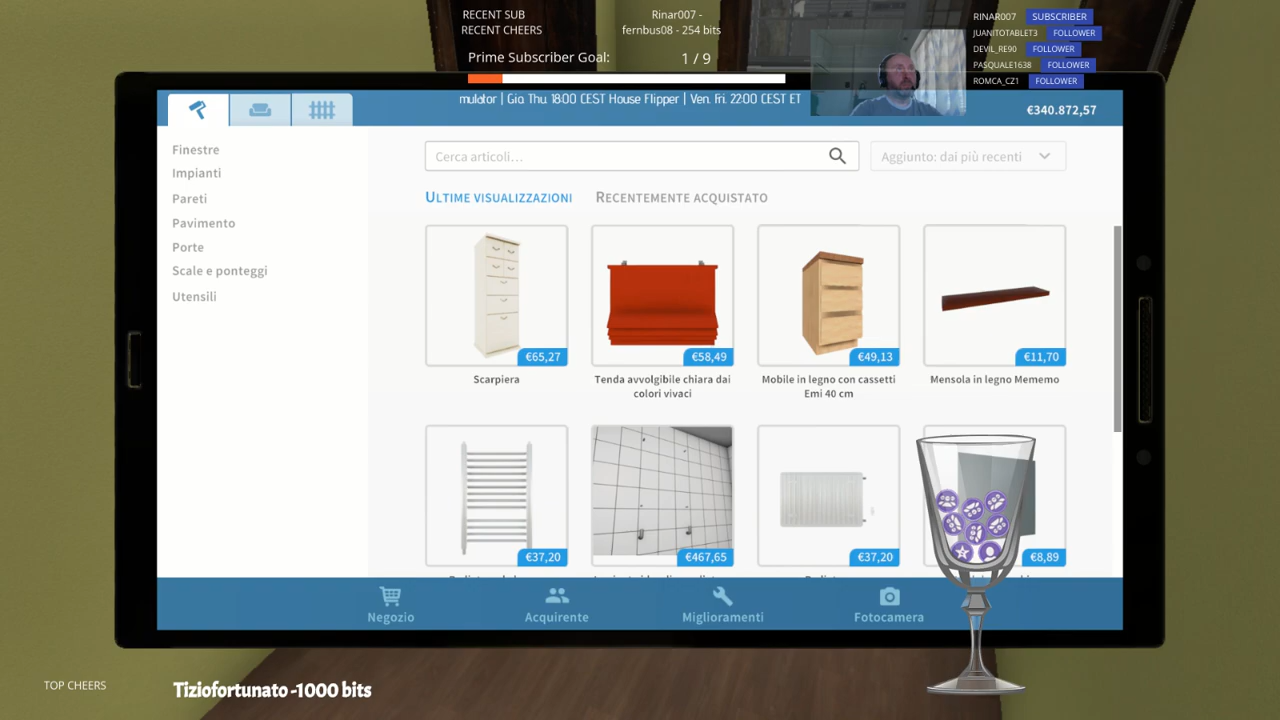 RECENT SUB
Rinar007 -
RECENT CHEERS
fernbus08 - 254 bits
Prime Subscriber Goal:
1 / 9
RINAR007 SUBSCRIBER
JUANITOTABLET3 FOLLOWER
DEVIL_RE90 FOLLOWER
PASQUALE1638 FOLLOWER
ROMCA_CZ1 FOLLOWER
mulator | Gio. Thu. 18:00 CEST House Flipper | Ven. Fri. 22:00 CEST ET
€340.872,57
Finestre
Impianti
Pareti
Pavimento
Porte
Scale e ponteggi
Utensili
Cerca articoli...
Aggiunto: dai più recenti
ULTIME VISUALIZZAZIONI
RECENTEMENTE ACQUISTATO
€65,27
Scarpiera
€58,49
Tenda avvolgibile chiara dai
colori vivaci
€49,13
Mobile in legno con cassetti
Emi 40 cm
€11,70
Mensola in legno Mememo
€37,20
€467,65
€37,20
€8,89
Negozio
Acquirente
Miglioramenti
Fotocamera
TOP CHEERS
Tiziofortunato -1000 bits